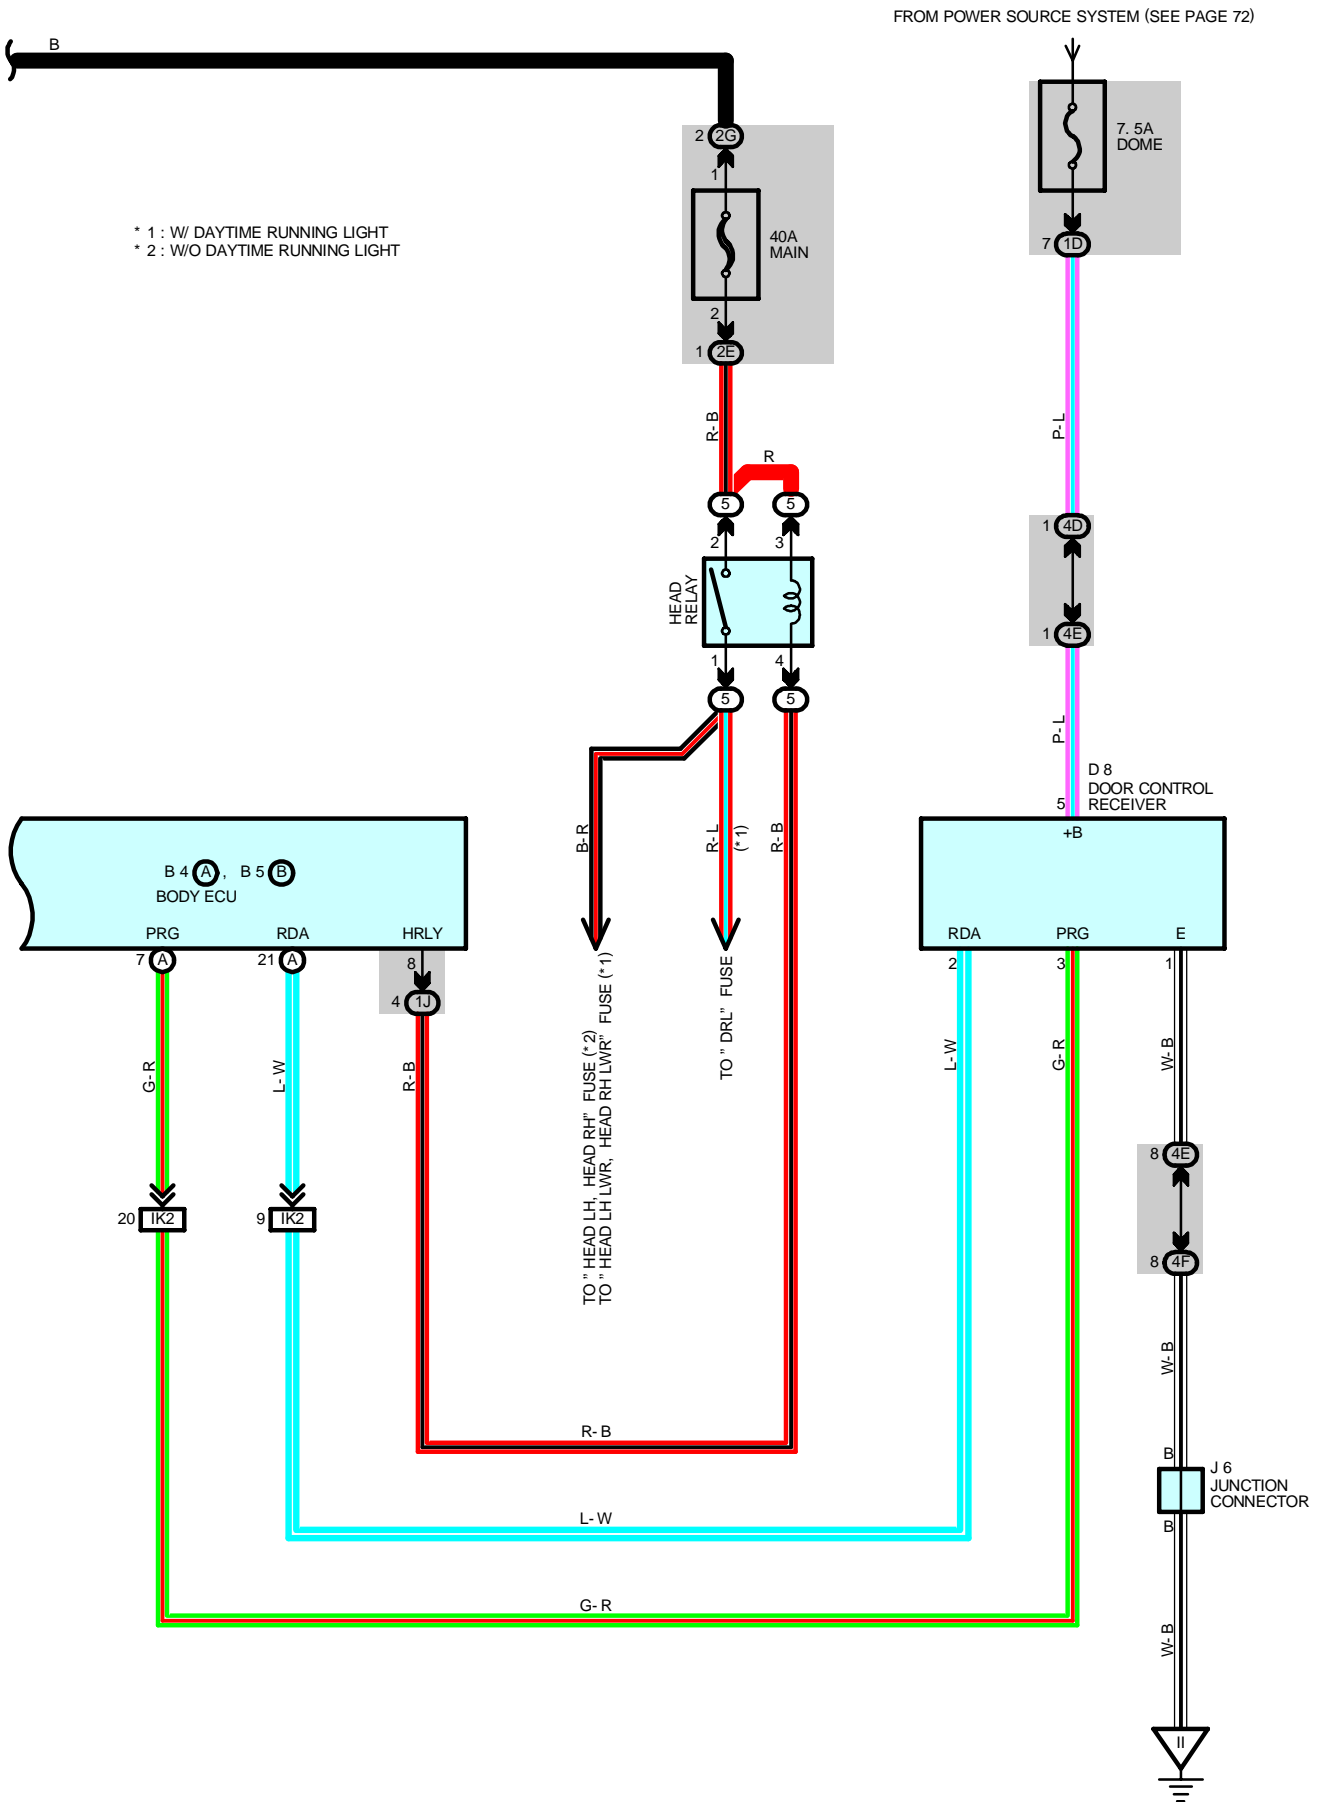 FROM POWER SOURCE SYSTEM (SEE PAGE 72)
B
2 2G
1
7. 5A
DOME
* 1 : W/ DAYTIME RUNNING LIGHT
* 2 : W/O DAYTIME RUNNING LIGHT
40A
MAIN
7 1D
2
1 2E
R- B
P- L
R
5
5
1 4D
2
3
HEAD
RELAY
1 4E
1
4
5
5
P- L
D 8
DOOR CONTROL
RECEIVER
5
+B
B- R
R- L
(* 1)
R- B
B 4 A , B 5 B
BODY ECU
PRG
RDA
HRLY
RDA
PRG
E
7 A
21 A
8
2
3
1
4 1J
TO " HEAD LH, HEAD RH" FUSE (* 2)
TO " HEAD LH LWR, HEAD RH LWR" FUSE (* 1)
TO " DRL" FUSE
G- R
L- W
R- B
L- W
G- R
W- B
8 4E
20 IK2
9 IK2
8 4F
W- B
R- B
B
J 6
JUNCTION
CONNECTOR
B
L- W
G- R
W- B
II